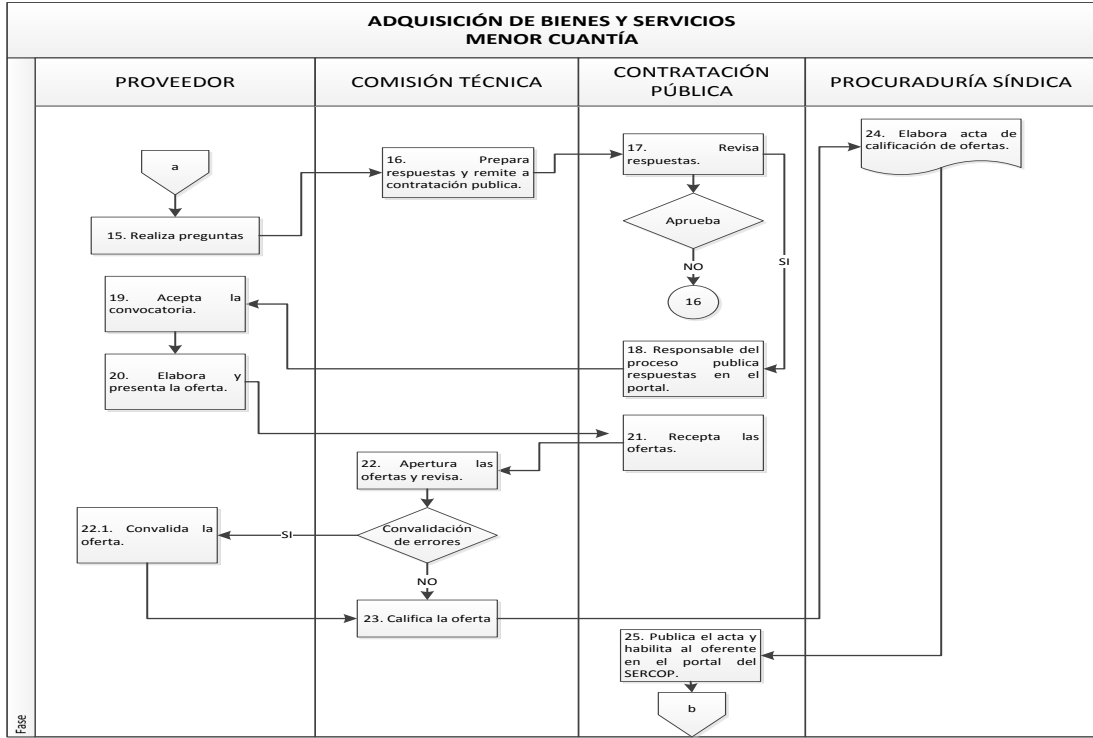 ADQUISICIÓN DE BIENES Y SERVICIOS
MENOR CUANTÍA
PROVEEDOR
COMISIÓN TÉCNICA
CONTRATACIÓN
PÚBLICA
PROCURADURÍA SÍNDICA
a
15. Realiza preguntas
16. Prepara
respuestas y remite a
contratación publica.
17. Revisa
respuestas.
Aprueba
NO
SI
16
18. Responsable del
proceso publica
respuestas en el
portal.
19. Acepta la
convocatoria.
20. Elabora y
presenta la oferta.
21. Recepta las
ofertas.
22. Apertura las
ofertas y revisa.
Convalidación
de errores
SI
NO
22.1. Convalida la
oferta.
23. Califica la oferta
24. Elabora acta de
calificación de ofertas.
25. Publica el acta y
habilita al oferente
en el portal del
SERCOP.
b
Fase